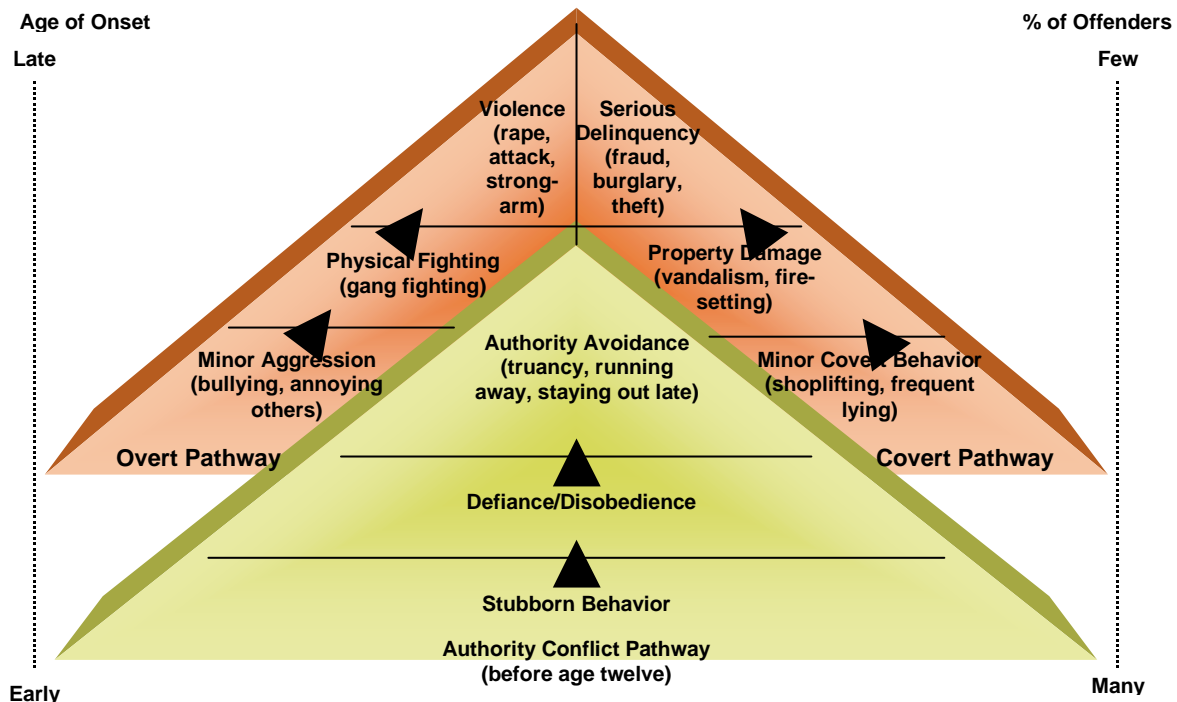 Age of Onset
Late
% of Offenders
Few
Violence
(rape,
attack,
strong-
arm)
Serious
Delinquency
(fraud,
burglary,
theft)
Physical Fighting
(gang fighting)
Property Damage
(vandalism, fire-
setting)
Minor Aggression
(bullying, annoying
others)
Authority Avoidance
(truancy, running
away, staying out late)
Minor Covert Behavior
(shoplifting, frequent
lying)
Overt Pathway
Covert Pathway
Defiance/Disobedience
Stubborn Behavior
Authority Conflict Pathway
(before age twelve)
Early
Many